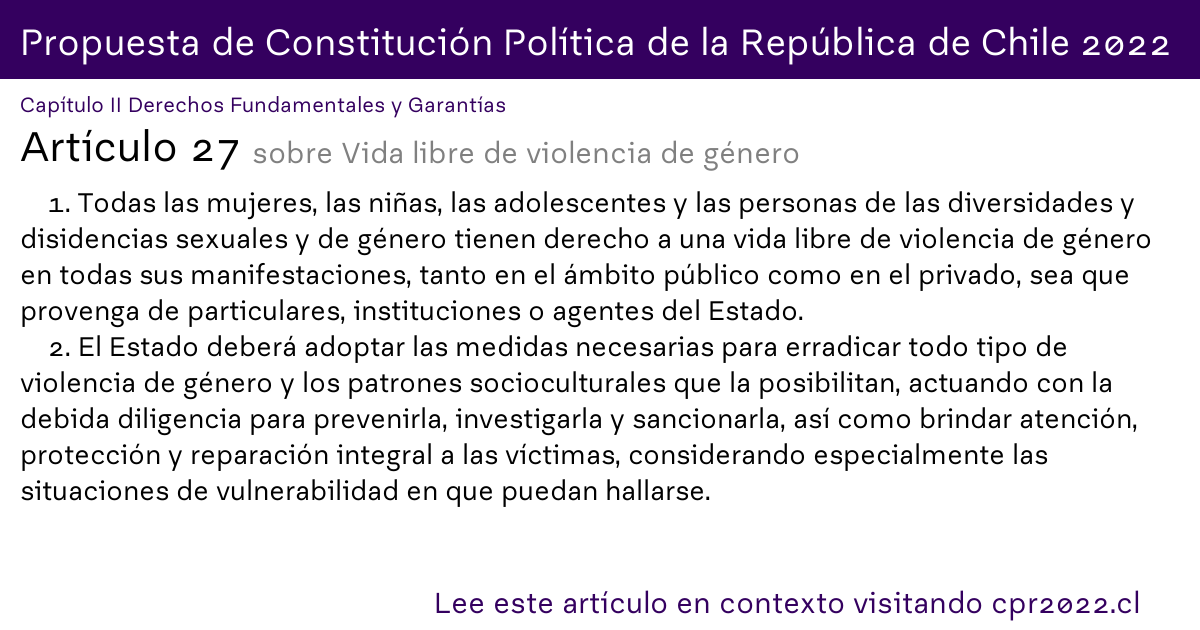 Propuesta de Constitución Política de la República de Chile 2022
Capítulo II Derechos Fundamentales y Garantías
Artículo 27 sobre Vida libre de violencia de género
1. Todas las mujeres, las niñas, las adolescentes y las personas de las diversidades y
disidencias sexuales y de género tienen derecho a una vida libre de violencia de género
en todas sus manifestaciones, tanto en el ámbito público como en el privado, sea que
provenga de particulares, instituciones o agentes del Estado.
2. El Estado deberá adoptar las medidas necesarias para erradicar todo tipo de
violencia de género y los patrones socioculturales que la posibilitan, actuando con la
debida diligencia para prevenirla, investigarla y sancionarla, así como brindar atención,
protección y reparación integral a las víctimas, considerando especialmente las
situaciones de vulnerabilidad en que puedan hallarse.
Lee este artículo en contexto visitando cpr2022.cl